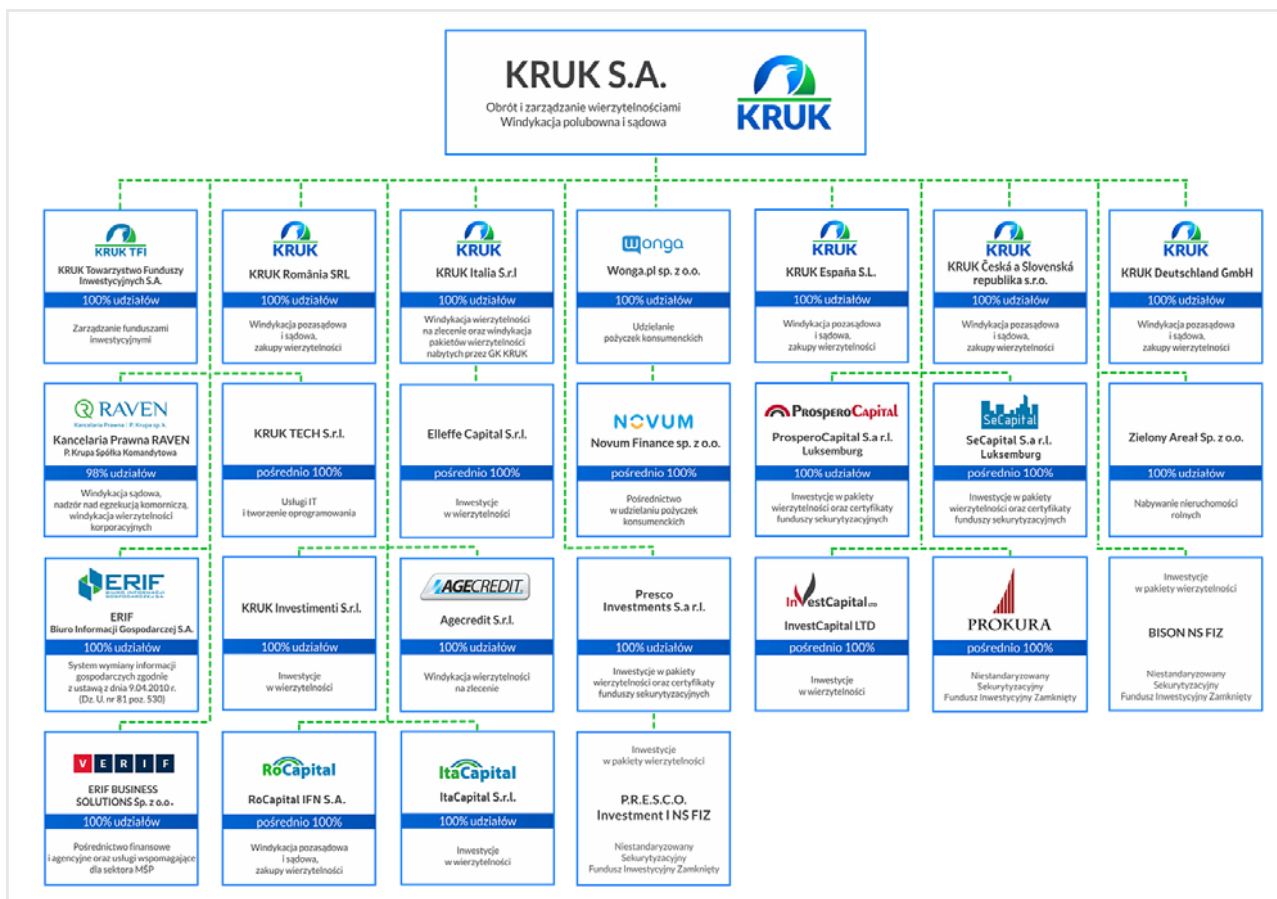 KRUK S.A.
Obrót i zarządzanie wierzytelnościami
Windykacja polubowna i sądowa
KRUK
KRUK TFI
KRUK Towarzystwo Funduszy
Inwestycyjnych S.A.
100% udziałów
Zarządzanie funduszami
inwestycyjnymi
KRUK
KRUK România SRL
100% udziałów
Windykacja pozasądowa
i sądowa,
zakupy wierzytelności
KRUK
KRUK Italia S.r.l
100% udziałów
Windykacja wierzytelności
na zlecenie oraz windykacja
pakietów wierzytelności
nabytych przez GK KRUK
wonga
Wonga.pl sp. z o.o.
100% udziałów
Udzielanie
pożyczek konsumenckich
KRUK
KRUK España S.L.
100% udziałów
Windykacja pozasądowa
i sądowa,
zakupy wierzytelności
KRUK
KRUK Česká a Slovenská
republika s.r.o.
100% udziałów
Windykacja pozasądowa
i sądowa,
zakupy wierzytelności
KRUK
KRUK Deutschland GmbH
100% udziałów
Windykacja pozasądowa
i sądowa,
zakupy wierzytelności
RAVEN
Kancelaria Prawna | P. Krupa sp. k.
Kancelaria Prawna RAVEN
P. Krupa Spółka Komandytowa
98% udziałów
Windykacja sądowa,
nadzór nad egzekucją komorniczą,
windykacja wierzytelności
korporacyjnych
KRUK TECH S.r.l.
pośrednio 100%
Usługi IT
i tworzenie oprogramowania
Elleffe Capital S.r.l.
pośrednio 100%
Inwestycje
w wierzytelności
NOVUM
Novum Finance sp. z o.o.
pośrednio 100%
Pośrednictwo
w udzielaniu pożyczek
konsumenckich
PROSPEROCAPITAL
ProsperoCapital S.a r.l.
Luksemburg
100% udziałów
Inwestycje w pakiety
wierzytelności oraz certyfikaty
funduszy sekurytyzacyjnych
SeCapital
SeCapital S.a r.l.
Luksemburg
pośrednio 100%
Inwestycje w pakiety
wierzytelności oraz certyfikaty
funduszy sekurytyzacyjnych
Zielony Areał Sp. z o.o.
100% udziałów
Nabywanie nieruchomości
rolnych
ERIF
BIURO INFORMACJI
GOSPODARCZEJ S.A.
ERIF
Biuro Informacji Gospodarczej S.A.
100% udziałów
System wymiany informacji
gospodarczych zgodnie
z ustawą z dnia 9.04.2010 r.
(Dz. U. nr 81 poz. 530)
KRUK Investimenti S.r.l.
100% udziałów
Inwestycje
w wierzytelności
AGECREDIT
Agecredit S.r.l.
100% udziałów
Windykacja wierzytelności
na zlecenie
Presco
Investments S.a r.l.
100% udziałów
Inwestycje w pakiety
wierzytelności oraz certyfikaty
funduszy sekurytyzacyjnych
InvestCapital LTD
InvestCapital LTD
pośrednio 100%
Inwestycje
w wierzytelności
PROKURA
pośrednio 100%
Niestandaryzowany
Sekurytyzacyjny
Fundusz Inwestycyjny Zamknięty
Inwestycje
w pakiety wierzytelności
BISON NS FIZ
Niestandaryzowany
Sekurytyzacyjny
Fundusz Inwestycyjny Zamknięty
VERIF
ERIF BUSINESS
SOLUTIONS Sp. z o.o.
100% udziałów
Pośrednictwo finansowe
i agencyjne oraz usługi wspomagające
dla sektora MŚP
RoCapital
RoCapital IFN S.A.
pośrednio 100%
Windykacja pozasądowa
i sądowa,
zakupy wierzytelności
ItaCapital
ItaCapital S.r.l.
100% udziałów
Inwestycje
w wierzytelności
Inwestycje
w pakiety wierzytelności
P.R.E.S.C.O.
Investment I NS FIZ
Niestandaryzowany
Sekurytyzacyjny
Fundusz Inwestycyjny Zamknięty